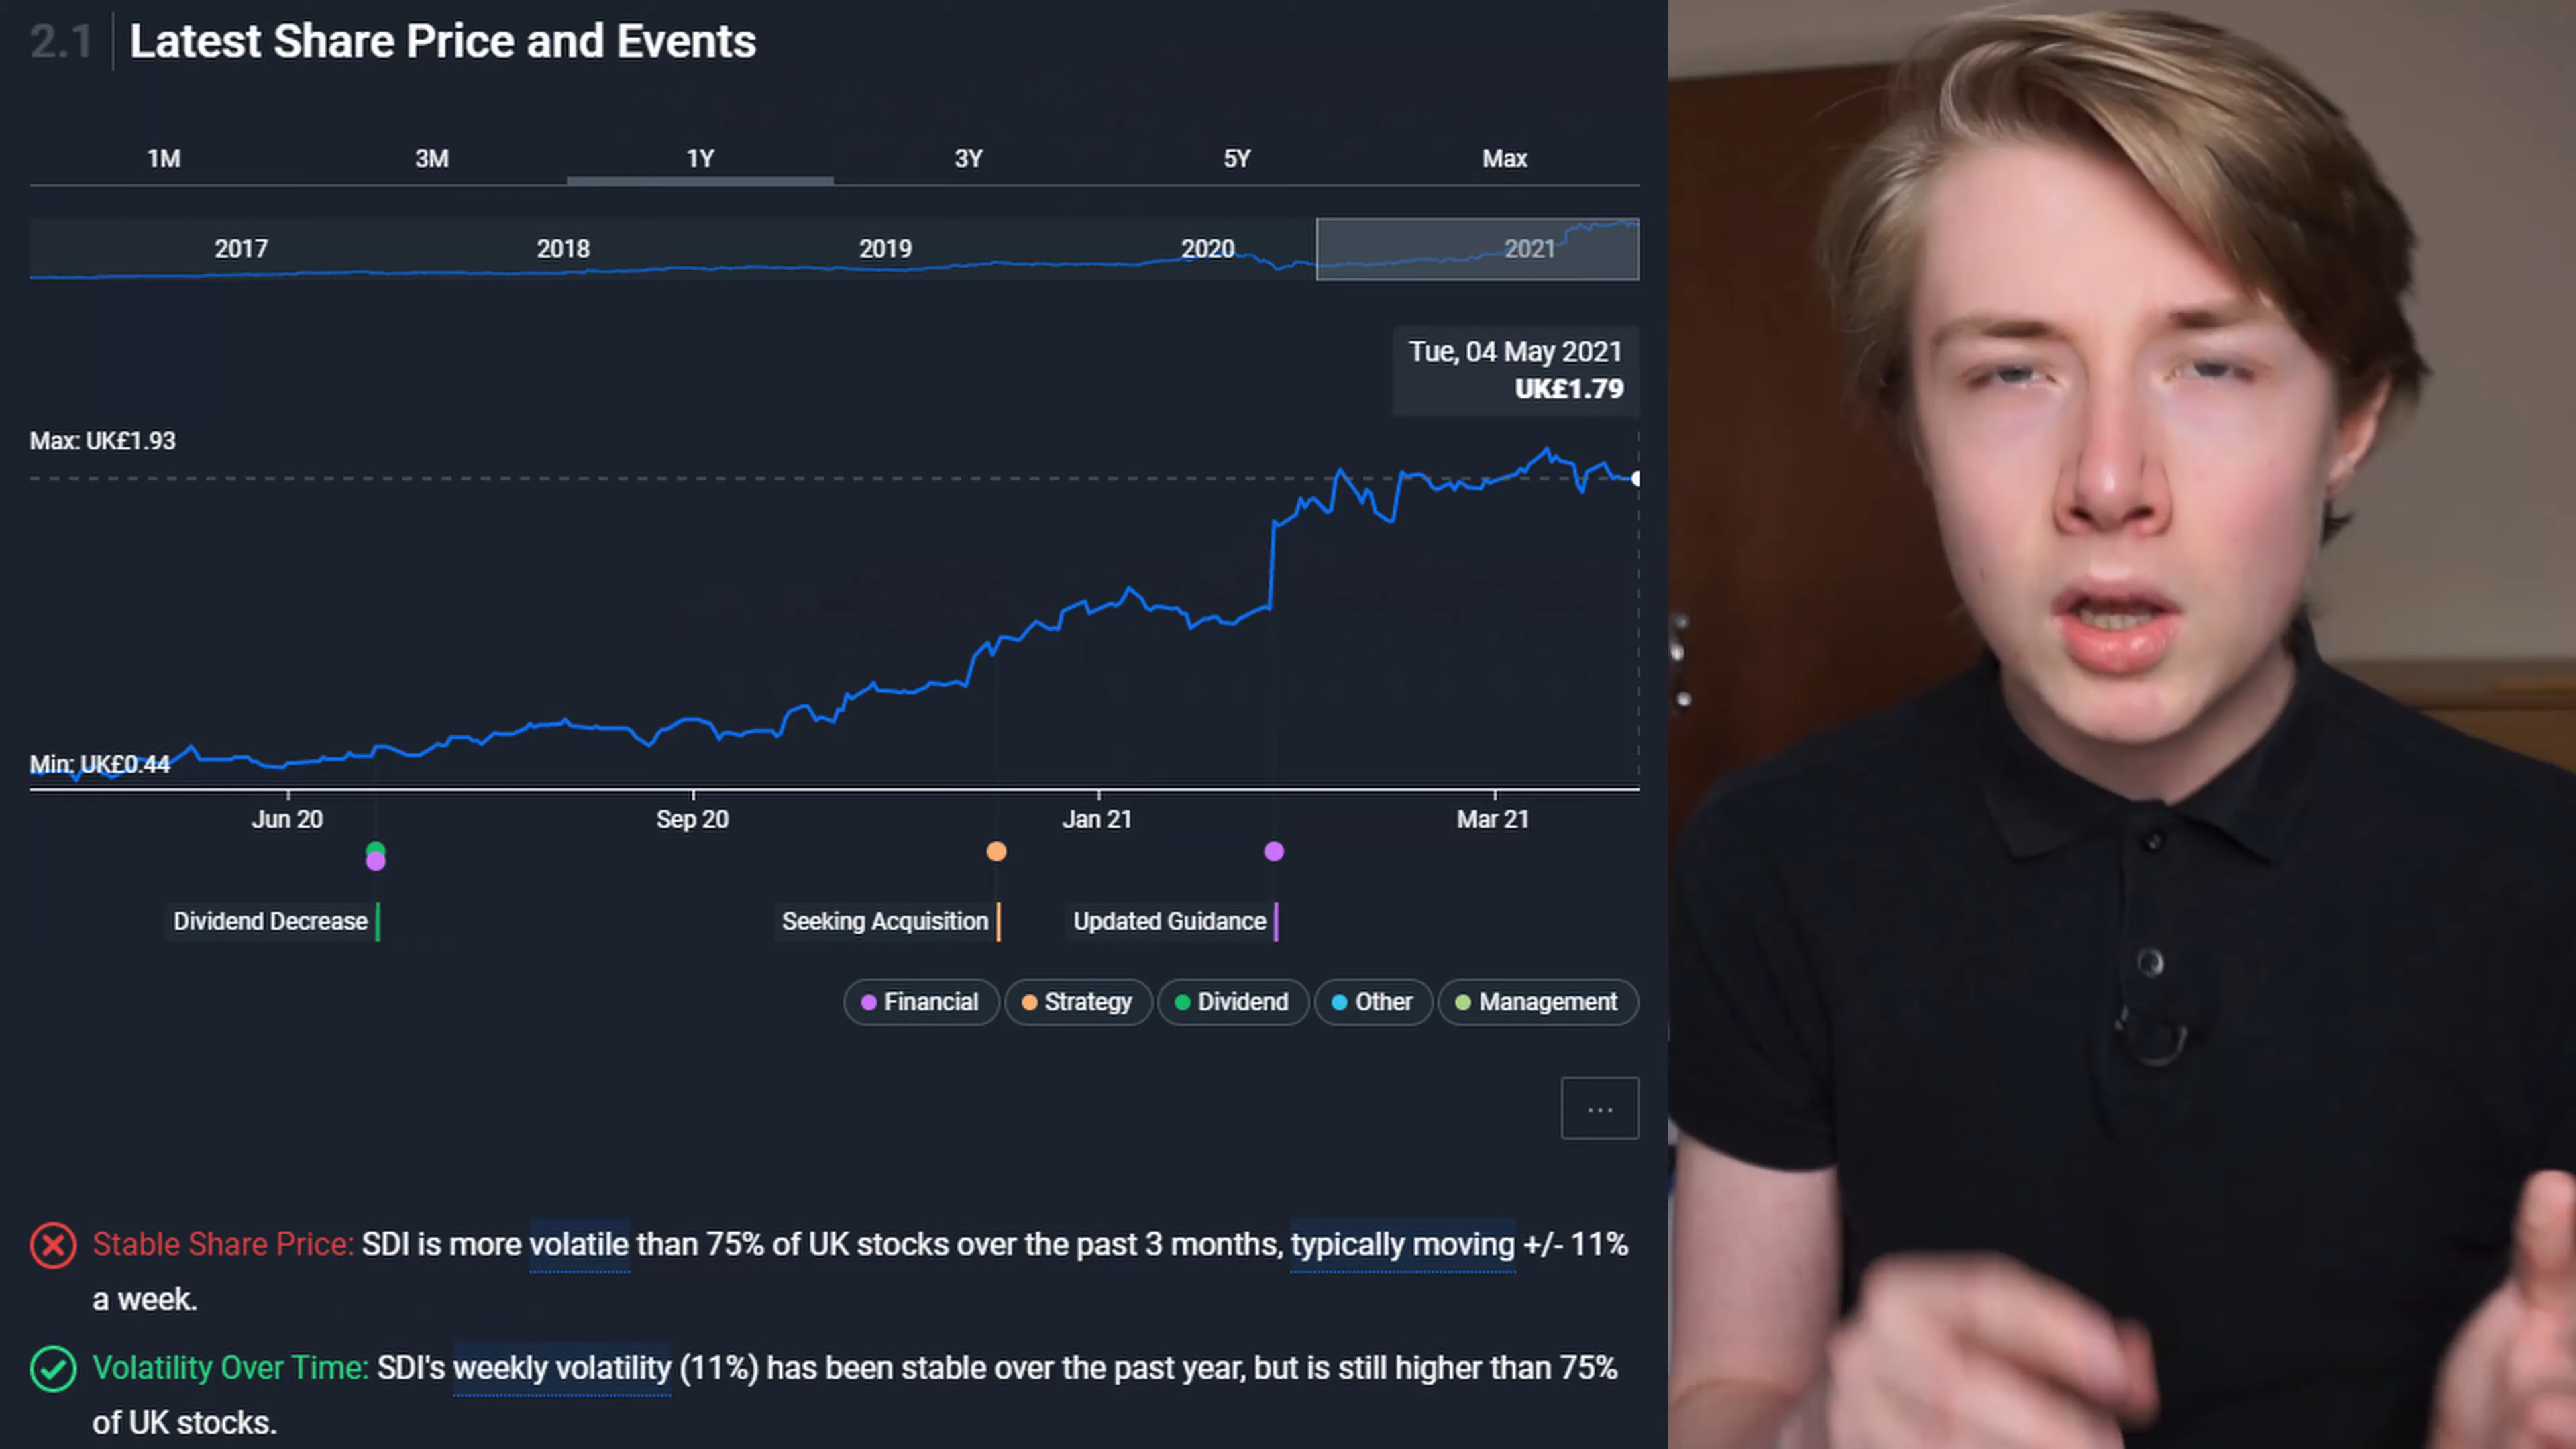 2.1 Latest Share Price and Events
1M 3M 1Y 3Y 5Y Max
2017 2018 2019 2020 2021
Tue, 04 May 2021
UK£1.79
Max: UK£1.93
Min: UK£0.44
Jun 20 Sep 20 Jan 21 Mar 21
Dividend Decrease Seeking Acquisition Updated Guidance
Financial Strategy Dividend Other Management
...
Stable Share Price: SDI is more volatile than 75% of UK stocks over the past 3 months, typically moving +/- 11%
a week.
Volatility Over Time: SDI's weekly volatility (11%) has been stable over the past year, but is still higher than 75%
of UK stocks.